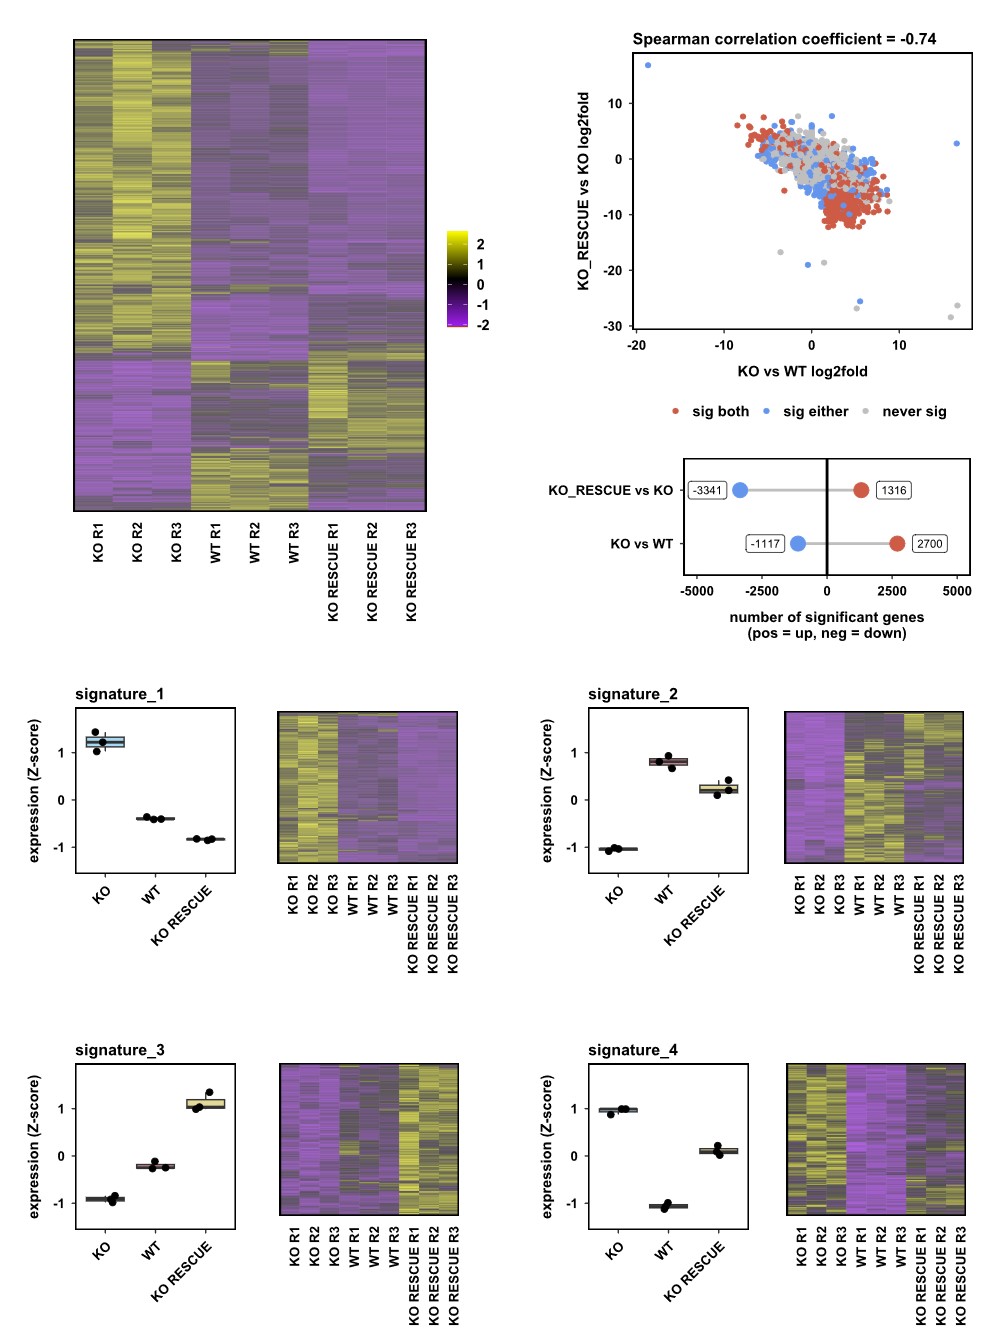 Spearman correlation coefficient = -0.74
KO_RESCUE vs KO log2fold
10
0
-10
-20
-30
-20
-10
0
10
KO vs WT log2fold
sig both
sig either
never sig
2
1
0
-1
-2
KO R1
KO R2
KO R3
WT R1
WT R2
WT R3
KO RESCUE R1
KO RESCUE R2
KO RESCUE R3
KO_RESCUE vs KO
-3341
1316
KO vs WT
-1117
2700
-5000
-2500
0
2500
5000
number of significant genes
(pos = up, neg = down)
signature_1
expression (Z-score)
1
0
-1
KO
WT
KO RESCUE
KO R1
KO R2
KO R3
WT R1
WT R2
WT R3
KO RESCUE R1
KO RESCUE R2
KO RESCUE R3
signature_2
expression (Z-score)
1
0
-1
KO
WT
KO RESCUE
KO R1
KO R2
KO R3
WT R1
WT R2
WT R3
KO RESCUE R1
KO RESCUE R2
KO RESCUE R3
signature_3
expression (Z-score)
1
0
-1
KO
WT
KO RESCUE
KO R1
KO R2
KO R3
WT R1
WT R2
WT R3
KO RESCUE R1
KO RESCUE R2
KO RESCUE R3
signature_4
expression (Z-score)
1
0
-1
KO
WT
KO RESCUE
KO R1
KO R2
KO R3
WT R1
WT R2
WT R3
KO RESCUE R1
KO RESCUE R2
KO RESCUE R3